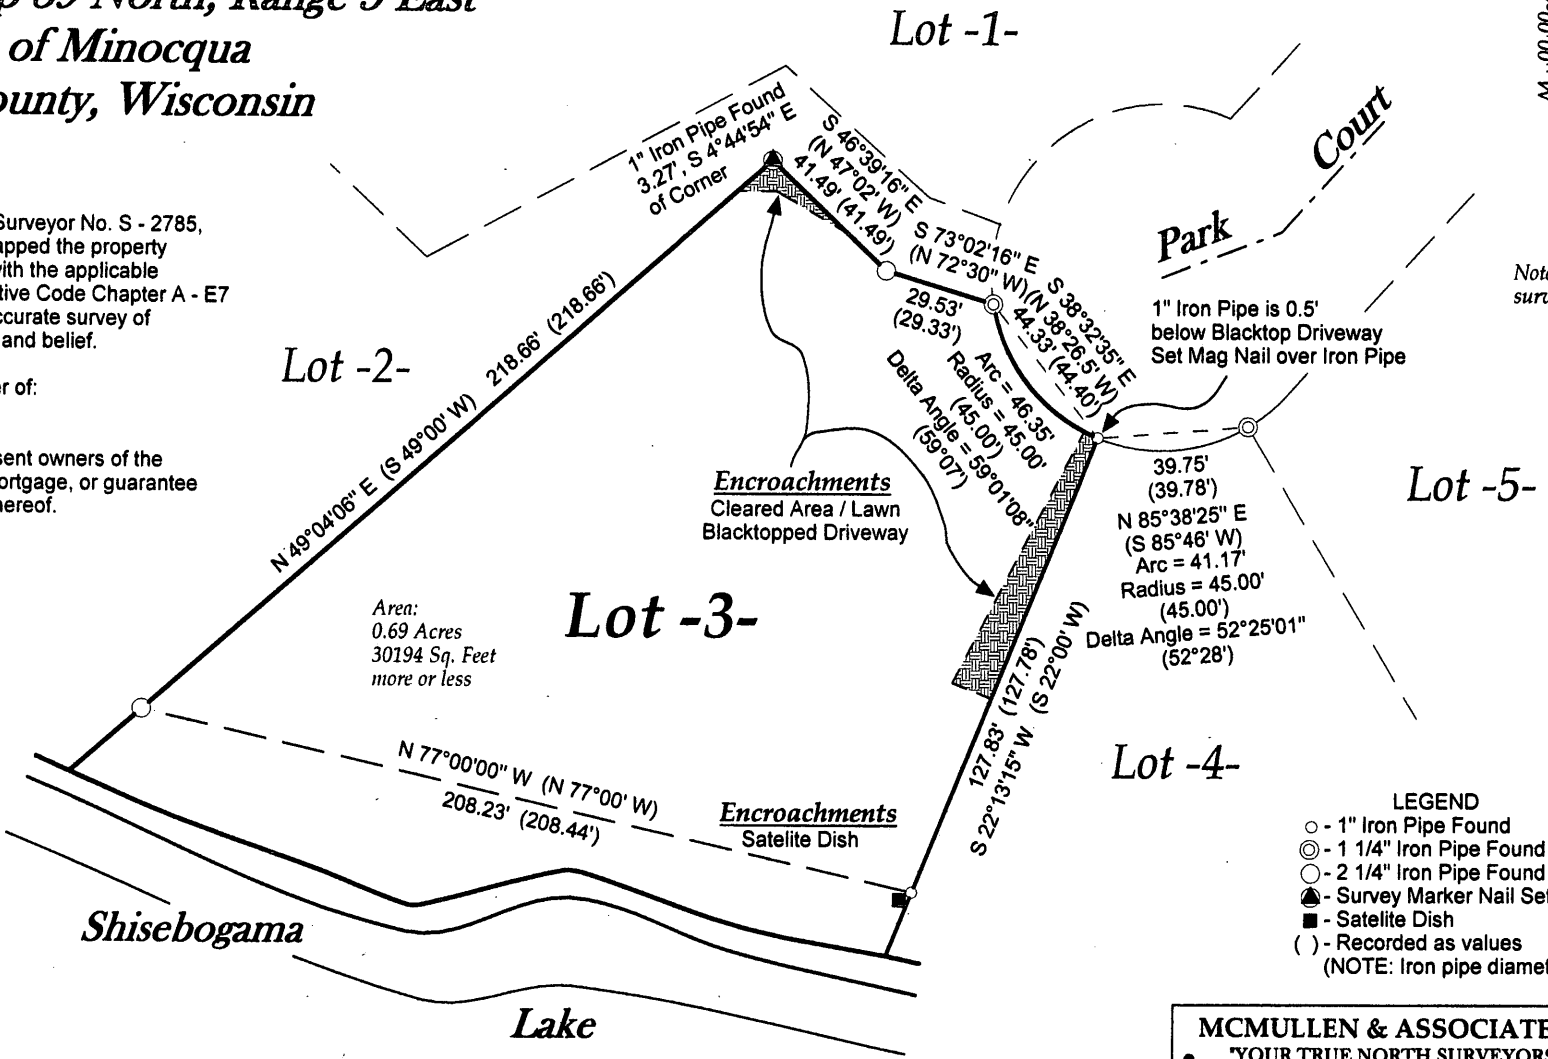 North, Range 5 East
of Minocqua
ounty, Wisconsin
Surveyor No. S - 2785,
apped the property
with the applicable
tive Code Chapter A - E7
ccurate survey of
and belief.
r of:
sent owners of the
ortgage, or guarantee
hereof.
Lot -1-
Park Court
1" Iron Pipe Found
3.27', S 4°44'54" E
of Corner
S 46°39'16" E
(N 47°02' W)
41.49' (41.49')
S 73°02'16" E
(N 72°30" W)
29.53'
(29.33')
S 38°32'35" E
(N 38°26.5' W)
44.33' (44.40')
Arc = 46.35'
Radius = 45.00'
(45.00')
Delta Angle = 59°01'08"
(59°07')
1" Iron Pipe is 0.5'
below Blacktop Driveway
Set Mag Nail over Iron Pipe
Note
surv
Lot -2-
N 49°04'06" E (S 49°00' W) 218.66' (218.66')
Encroachments
Cleared Area / Lawn
Blacktopped Driveway
39.75'
(39.78')
N 85°38'25" E
(S 85°46' W)
Arc = 41.17'
Radius = 45.00'
(45.00')
Delta Angle = 52°25'01"
(52°28')
Lot -5-
Area:
0.69 Acres
30194 Sq. Feet
more or less
Lot -3-
127.83' (127.78')
S 22°13'15" W (S 22°00' W)
Lot -4-
N 77°00'00" W (N 77°00' W)
208.23' (208.44')
Encroachments
Satelite Dish
Shisebogama
Lake
LEGEND
- 1" Iron Pipe Found
- 1 1/4" Iron Pipe Found
- 2 1/4" Iron Pipe Found
- Survey Marker Nail Set
- Satelite Dish
( ) - Recorded as values
(NOTE: Iron pipe diamet
MCMULLEN & ASSOCIATE
"YOUR TRUE NORTH SURVEYORS